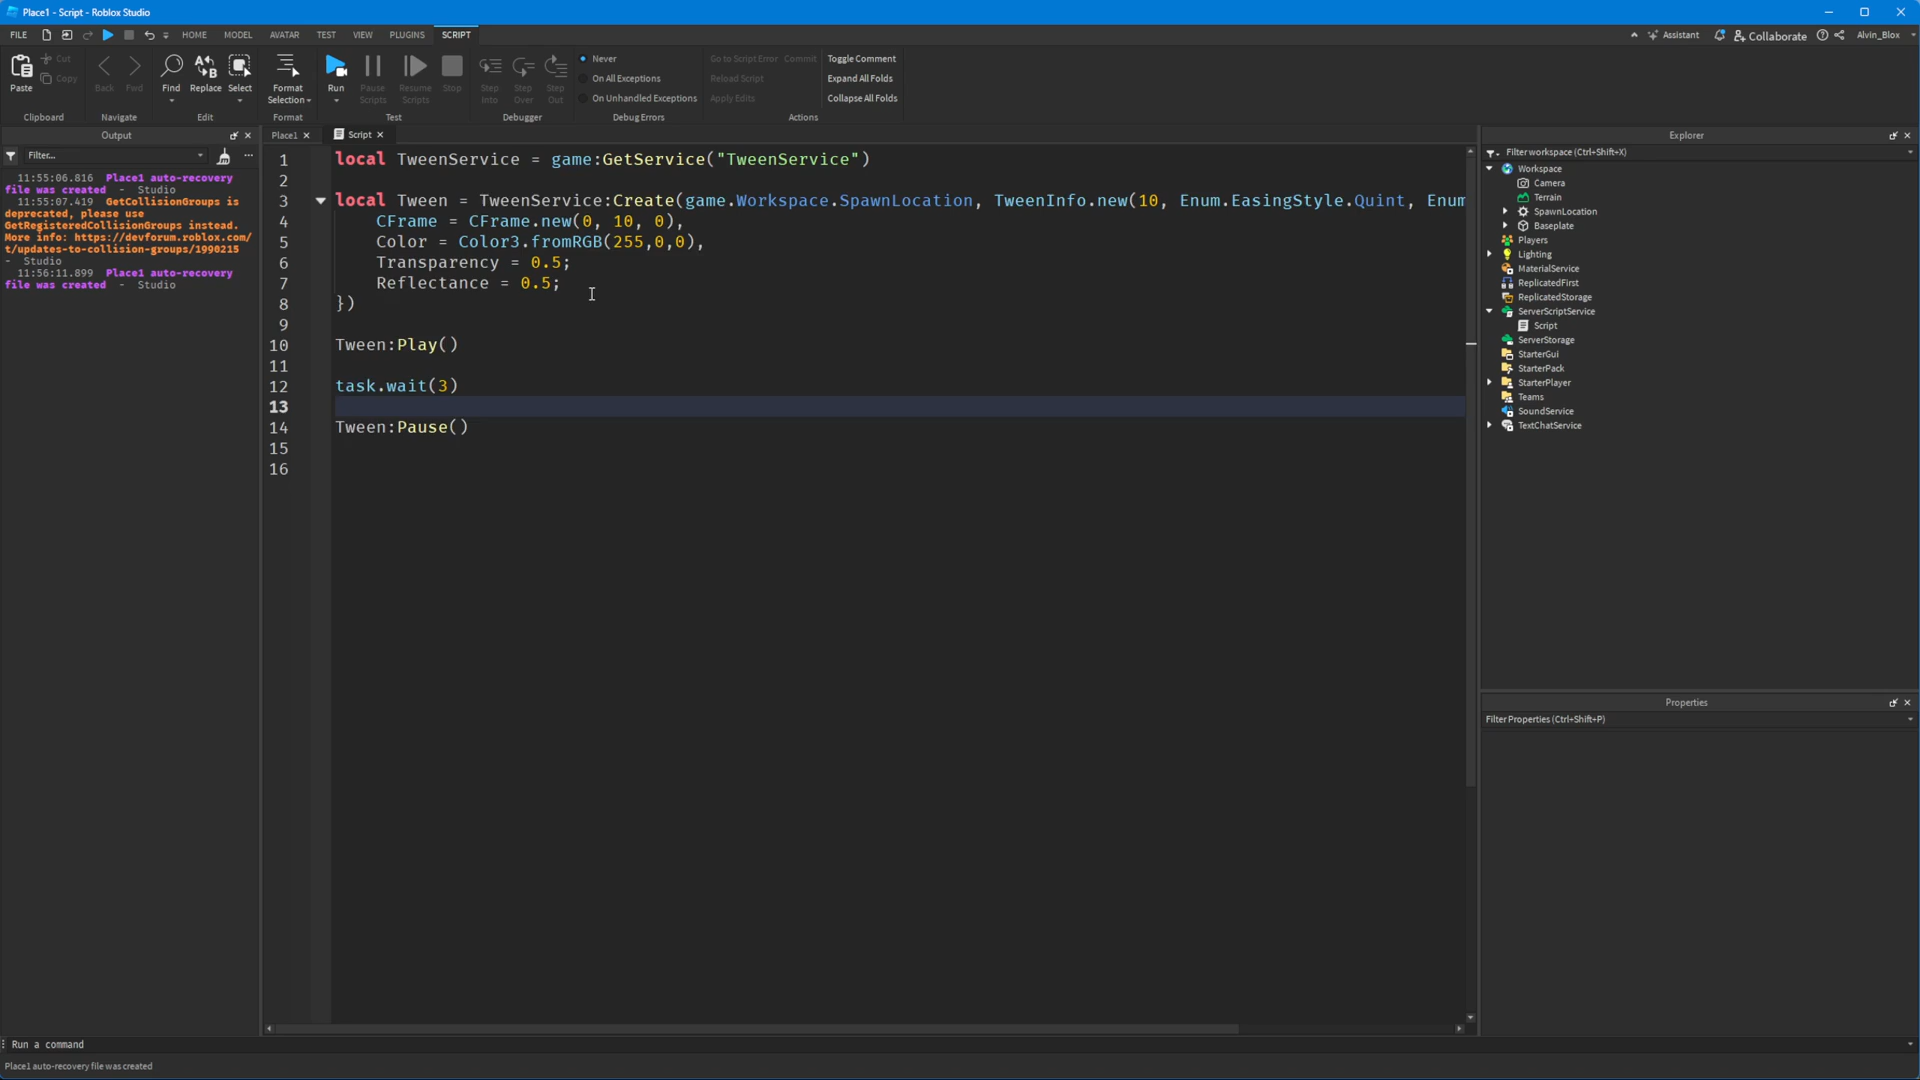 Place1 - Script - Roblox Studio
FILE
HOME
MODEL
AVATAR
TEST
VIEW
PLUGINS
SCRIPT
Assistant
Collaborate
Alvin_Blox
Paste
Cut
Copy
Clipboard
Back
Fwd
Navigate
Find
Replace
Select
Edit
Format
Selection
Format
Run
Pause
Scripts
Resume
Scripts
Stop
Test
Step
Into
Step
Over
Step
Out
Debugger
Never
On All Exceptions
On Unhandled Exceptions
Debug Errors
Go to Script Error Commit
Reload Script
Apply Edits
Toggle Comment
Expand All Folds
Collapse All Folds
Actions
Output
Filter...
11:55:06.816 Place1 auto-recovery
file was created - Studio
11:55:07.419 GetCollisionGroups is
deprecated, please use
GetRegisteredCollisionGroups instead.
More info: https://devforum.roblox.com/
t/updates-to-collision-groups/1990215
- Studio
11:56:11.899 Place1 auto-recovery
file was created - Studio
Place1
Script
1 local TweenService = game:GetService("TweenService")
2
3 local Tween = TweenService:Create(game.Workspace.SpawnLocation, TweenInfo.new(10, Enum.EasingStyle.Quint, Enum
4 CFrame = CFrame.new(0, 10, 0),
5 Color = Color3.fromRGB(255,0,0),
6 Transparency = 0.5;
7 Reflectance = 0.5;
8 })
9
10 Tween:Play()
11
12 task.wait(3)
13
14 Tween:Pause()
15
16
Explorer
Filter workspace (Ctrl+Shift+X)
Workspace
Camera
Terrain
SpawnLocation
Baseplate
Players
Lighting
MaterialService
ReplicatedFirst
ReplicatedStorage
ServerScriptService
Script
ServerStorage
StarterGui
StarterPack
StarterPlayer
Teams
SoundService
TextChatService
Properties
Filter Properties (Ctrl+Shift+P)
Run a command
Place1 auto-recovery file was created